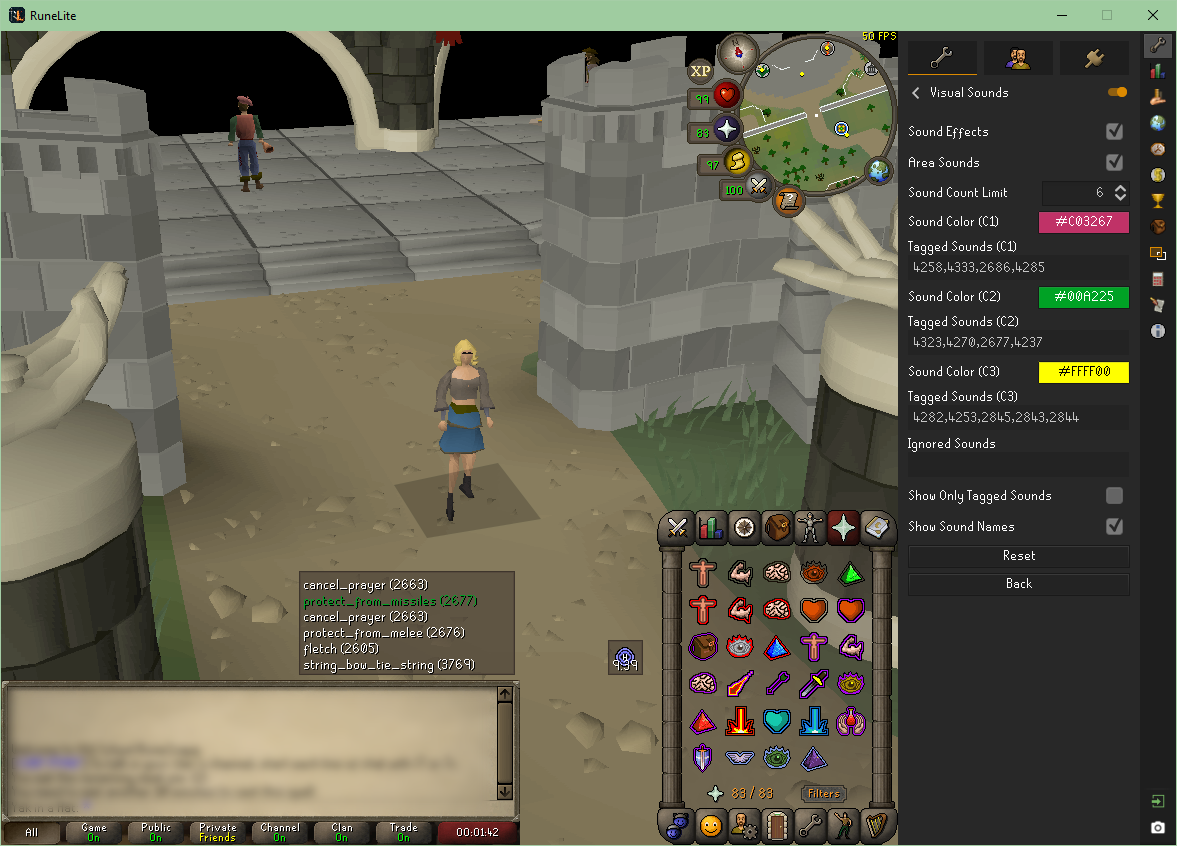 RuneLite
50 FPS
XP
99
83
97
100
Visual Sounds
Sound Effects
Area Sounds
Sound Count Limit 6
Sound Color (C1) #C03267
Tagged Sounds (C1)
4258,4333,2686,4285
Sound Color (C2) #00A225
Tagged Sounds (C2)
4323,4270,2677,4237
Sound Color (C3) #FFFF00
Tagged Sounds (C3)
4282,4253,2845,2843,2844
Ignored Sounds
Show Only Tagged Sounds
Show Sound Names
Reset
Back
cancel_prayer (2663)
protect_from_missiles (2677)
cancel_prayer (2663)
protect_from_melee (2676)
fletch (2605)
string_bow_tie_string (3769)
9:39
83 / 83 Filters
All
Game
On
Public
On
Private
Friends
Channel
On
Clan
On
Trade
On
00:01:42